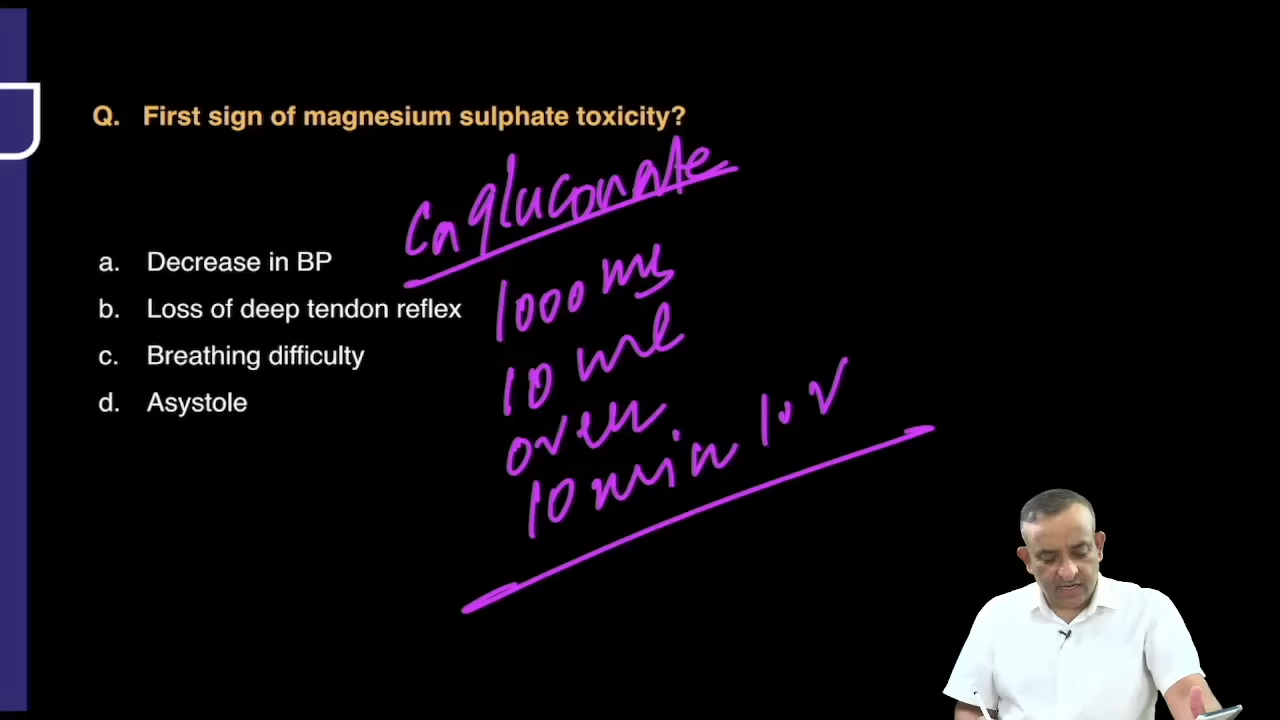 Q. First sign of magnesium sulphate toxicity?
Ca gluconate
a. Decrease in BP
b. Loss of deep tendon reflex
c. Breathing difficulty
d. Asystole
1000 mg
10 ml
over
10 min i.v